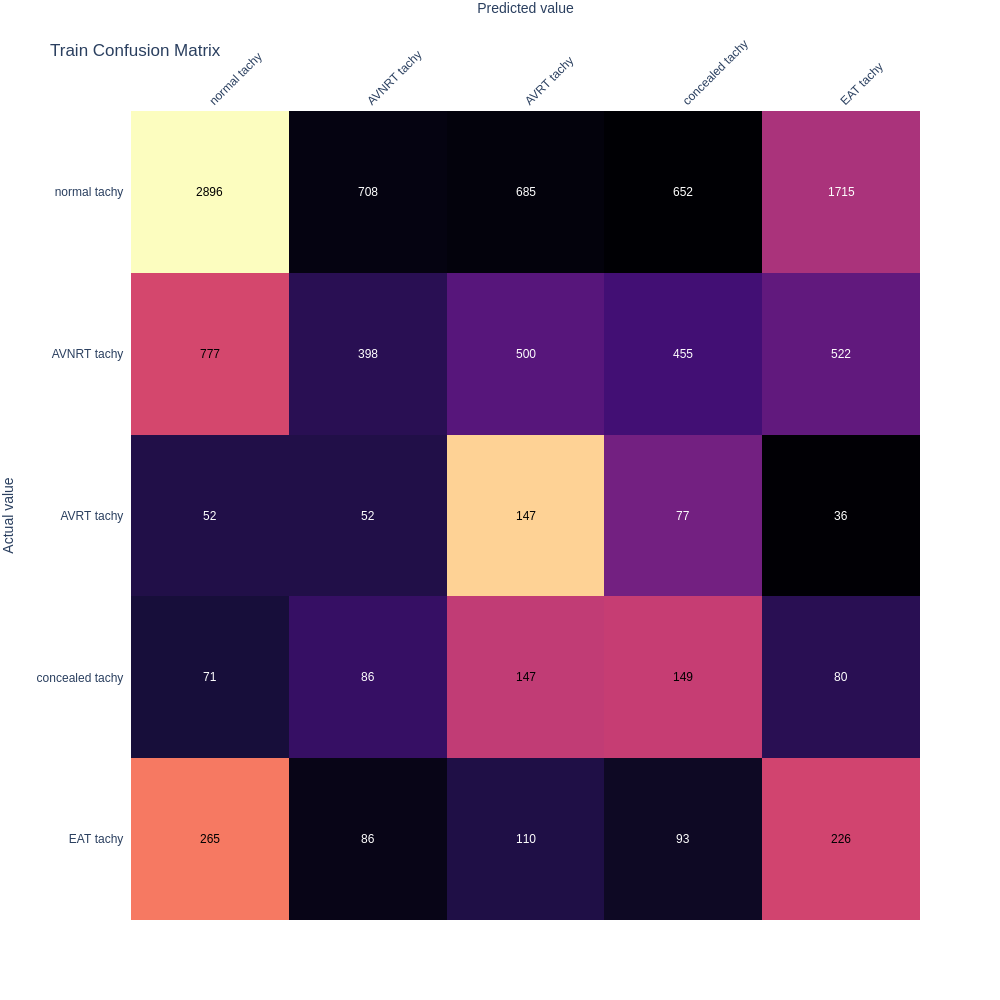 Predicted value
Train Confusion Matrix
normal tachy AVNRT tachy AVRT tachy concealed tachy EAT tachy
normal tachy 2896 708 685 652 1715
AVNRT tachy 777 398 500 455 522
Actual value
AVRT tachy 52 52 147 77 36
concealed tachy 71 86 147 149 80
EAT tachy 265 86 110 93 226